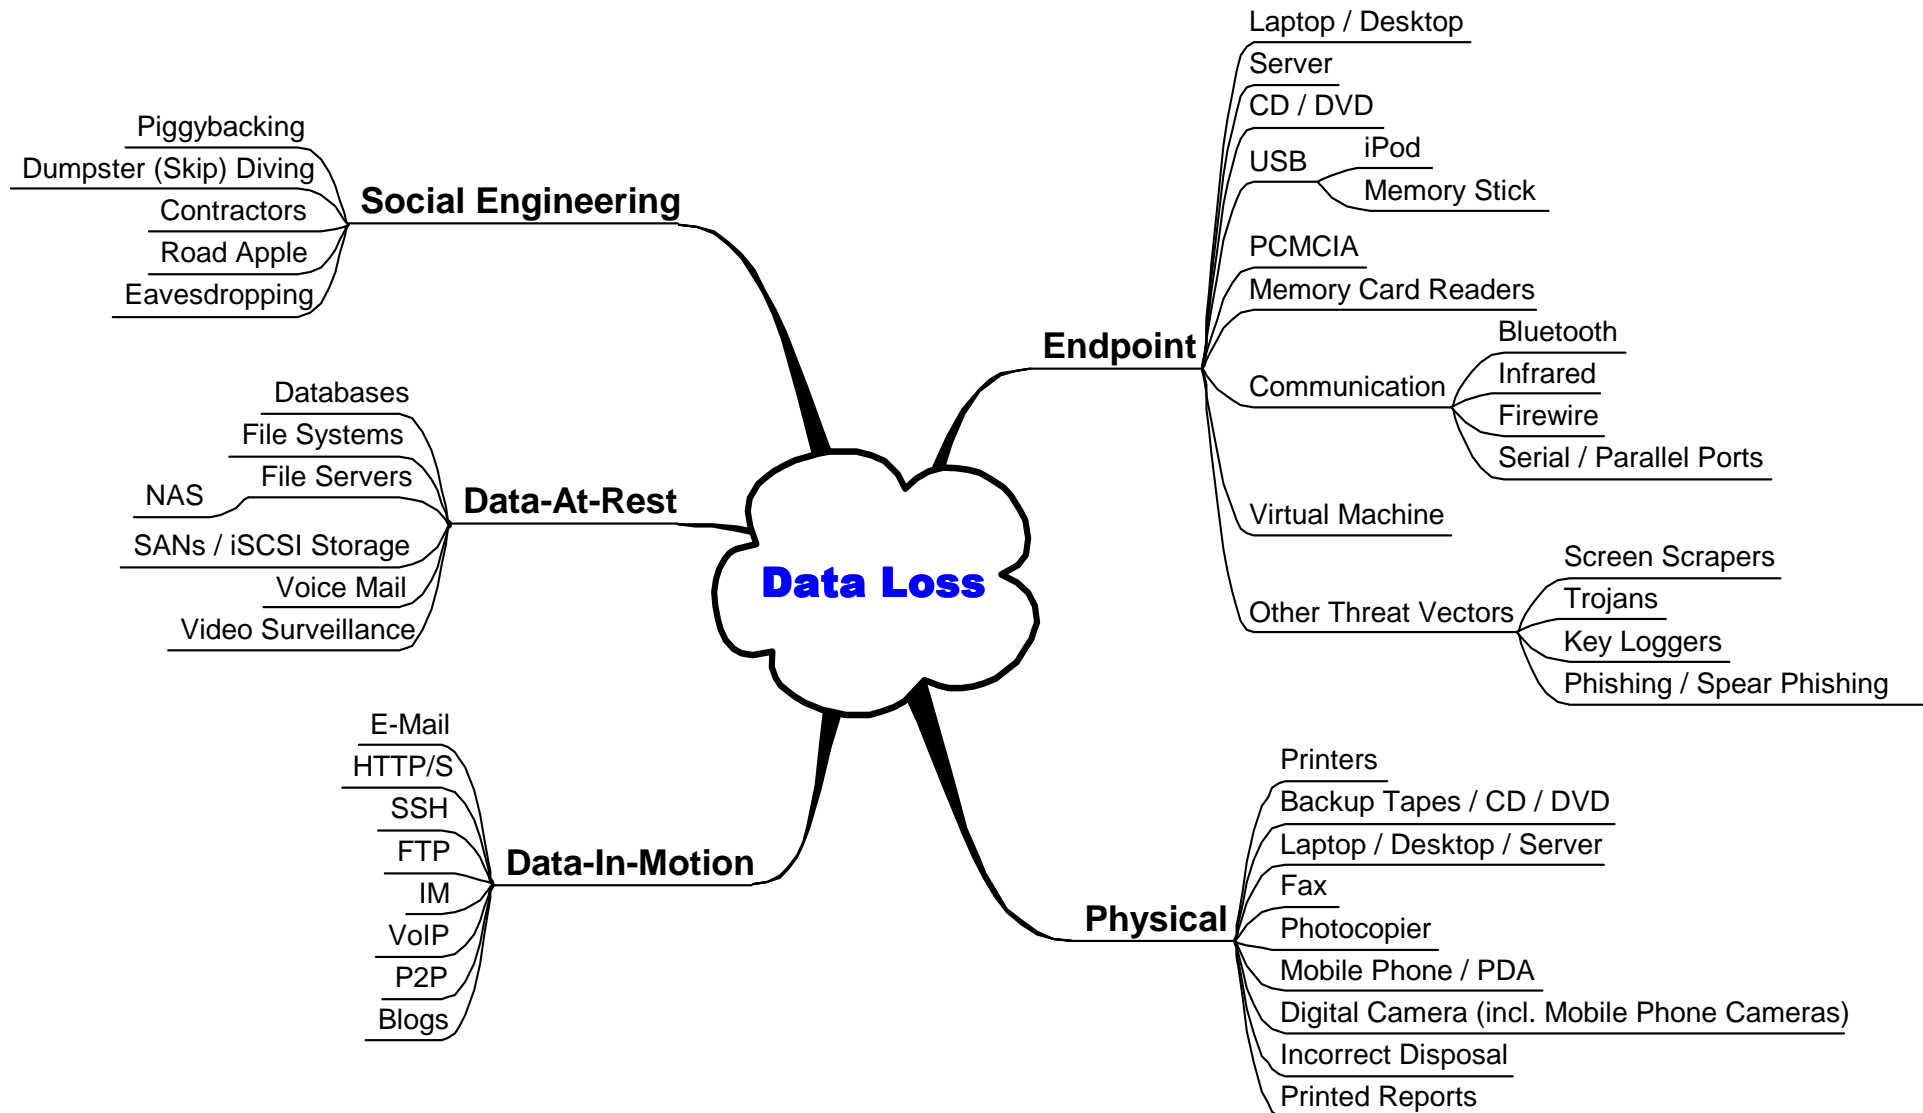 Piggybacking
Dumpster (Skip) Diving
Contractors
Road Apple
Eavesdropping
Social Engineering
Databases
File Systems
File Servers
NAS
SANs / iSCSI Storage
Voice Mail
Video Surveillance
Data-At-Rest
E-Mail
HTTP/S
SSH
FTP
IM
VoIP
P2P
Blogs
Data-In-Motion
Data Loss
Endpoint
Laptop / Desktop
Server
CD / DVD
USB
iPod
Memory Stick
PCMCIA
Memory Card Readers
Communication
Bluetooth
Infrared
Firewire
Serial / Parallel Ports
Virtual Machine
Other Threat Vectors
Screen Scrapers
Trojans
Key Loggers
Phishing / Spear Phishing
Physical
Printers
Backup Tapes / CD / DVD
Laptop / Desktop / Server
Fax
Photocopier
Mobile Phone / PDA
Digital Camera (incl. Mobile Phone Cameras)
Incorrect Disposal
Printed Reports